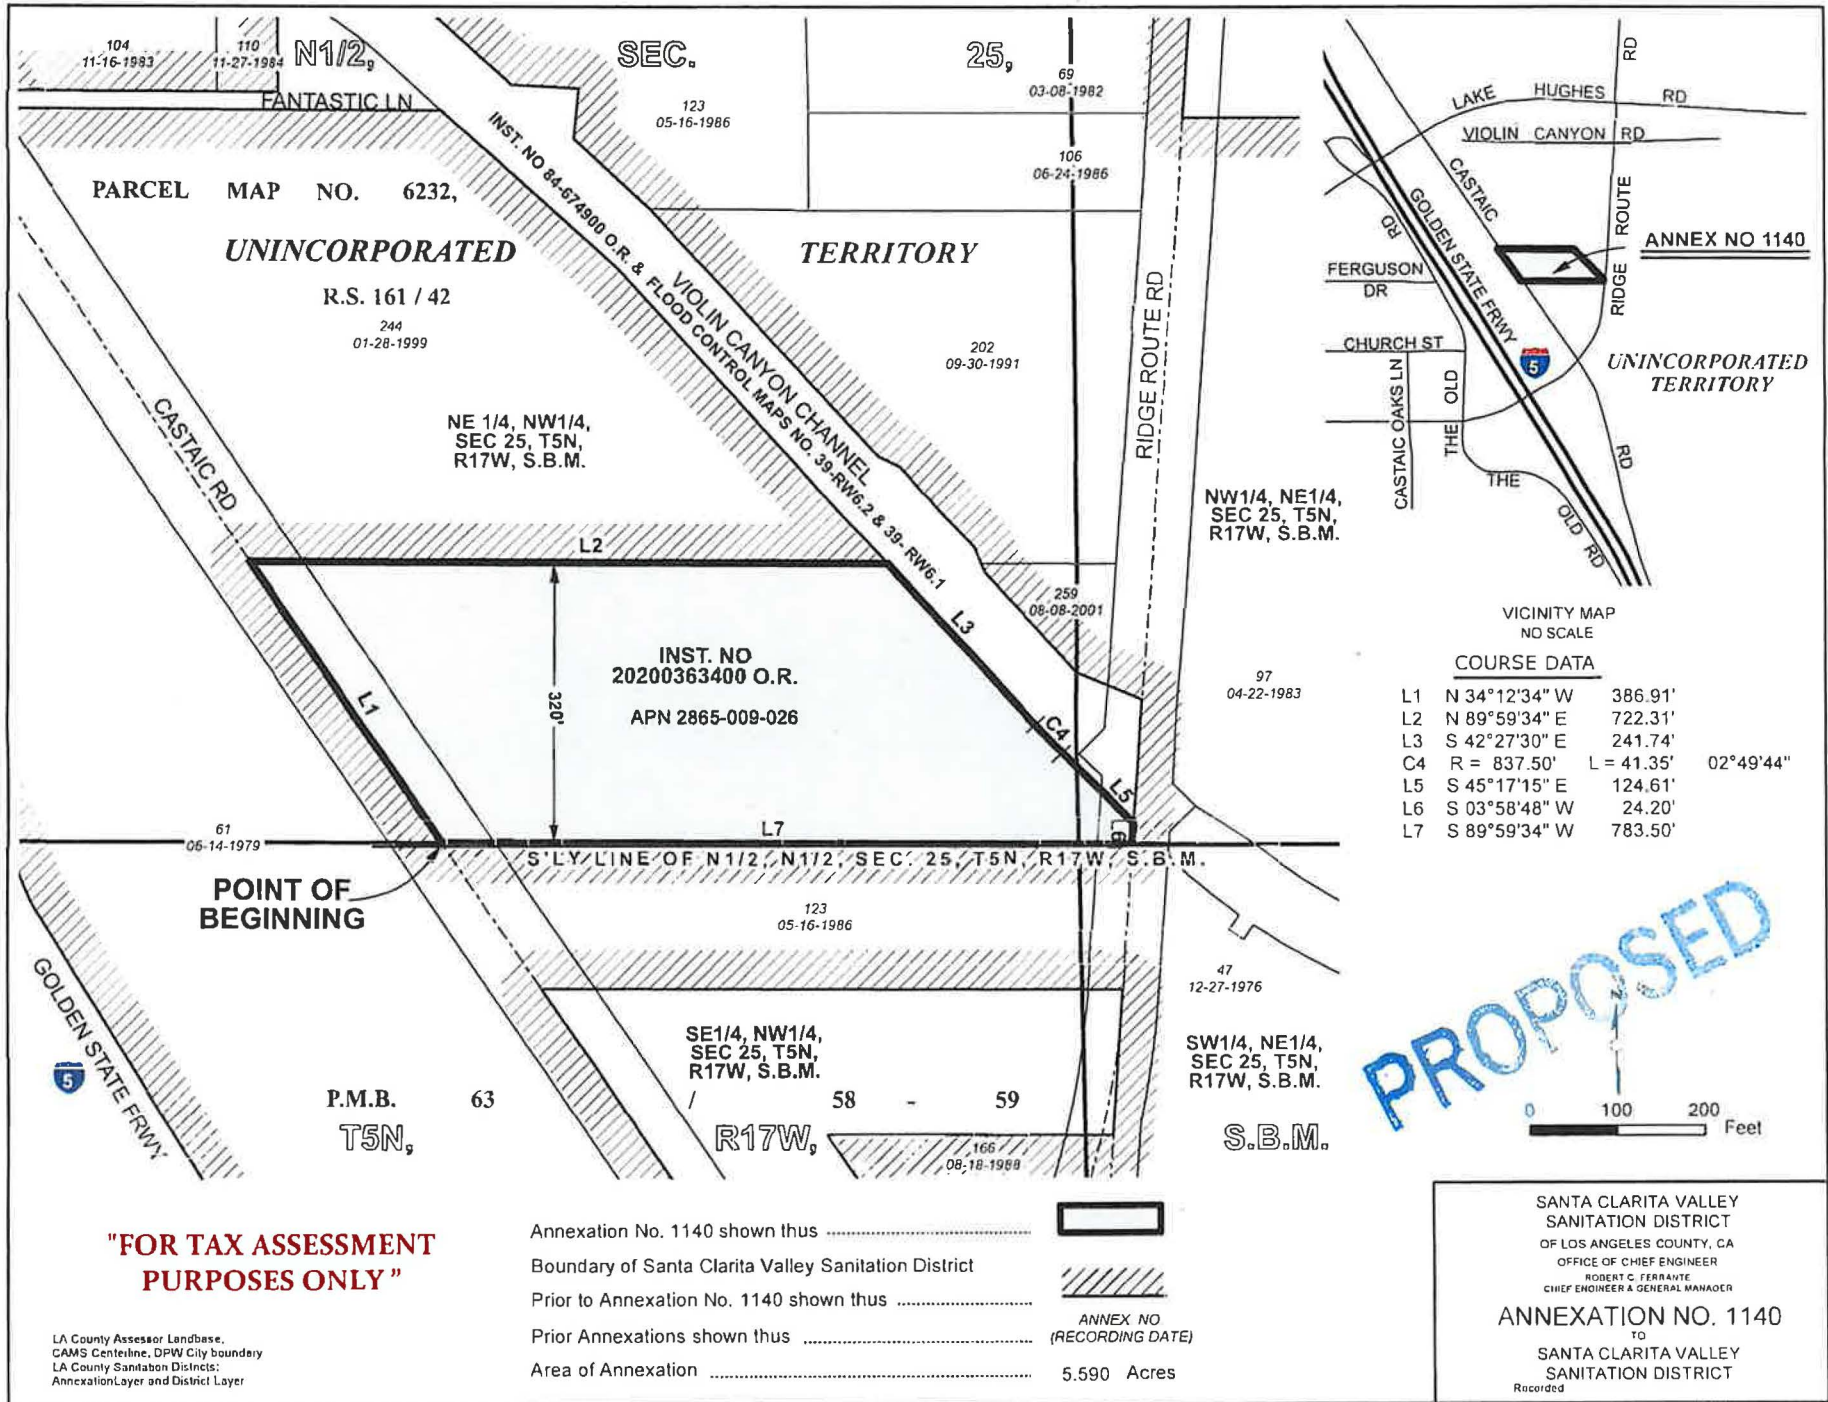 104
11-16-1983
110
11-27-1984
N1/2,
SEC.
25,
FANTASTIC LN
123
05-16-1986
69
03-08-1982
106
06-24-1986
PARCEL MAP NO. 6232,
UNINCORPORATED TERRITORY
R.S. 161 / 42
244
01-28-1999
INST. NO 84-674900 O.R. & FLOOD CONTROL MAPS NO. 39-RW6.2 & 39- RW6.1
VIOLIN CANYON CHANNEL
202
09-30-1991
RIDGE ROUTE RD
CASTAIC RD
NE 1/4, NW1/4,
SEC 25, T5N,
R17W, S.B.M.
NW1/4, NE1/4,
SEC 25, T5N,
R17W, S.B.M.
L2
259
08-08-2001
L3
INST. NO
20200363400 O.R.
APN 2865-009-026
320'
L1
C4
L5
L6
L7
97
04-22-1983
61
06-14-1979
S'LY LINE OF N1/2, N1/2, SEC. 25, T5N, R17W, S.B.M.
POINT OF
BEGINNING
123
05-16-1986
47
12-27-1976
GOLDEN STATE FRWY
5
SE1/4, NW1/4,
SEC 25, T5N,
R17W, S.B.M.
SW1/4, NE1/4,
SEC 25, T5N,
R17W, S.B.M.
P.M.B. 63 / 58 - 59
T5N,
R17W,
S.B.M.
166
08-18-1988
RD
LAKE HUGHES RD
VIOLIN CANYON RD
CASTAIC
GOLDEN STATE FRWY
RD
ROUTE
RIDGE
ANNEX NO 1140
FERGUSON
DR
CHURCH ST
5
UNINCORPORATED
TERRITORY
CASTAIC OAKS LN
THE OLD
RD
THE
OLD RD
VICINITY MAP
NO SCALE
COURSE DATA
L1 N 34°12'34" W 386.91'
L2 N 89°59'34" E 722.31'
L3 S 42°27'30" E 241.74'
C4 R = 837.50' L = 41.35' 02°49'44"
L5 S 45°17'15" E 124.61'
L6 S 03°58'48" W 24.20'
L7 S 89°59'34" W 783.50'
PROPOSED
Z
0 100 200
Feet
"FOR TAX ASSESSMENT
PURPOSES ONLY"
LA County Assessor Landbase,
CAMS Centerline, DPW City boundary
LA County Sanitation Districts:
AnnexationLayer and District Layer
Annexation No. 1140 shown thus
Boundary of Santa Clarita Valley Sanitation District
Prior to Annexation No. 1140 shown thus
Prior Annexations shown thus
ANNEX NO
(RECORDING DATE)
Area of Annexation
5.590 Acres
SANTA CLARITA VALLEY
SANITATION DISTRICT
OF LOS ANGELES COUNTY, CA
OFFICE OF CHIEF ENGINEER
ROBERT C. FERRANTE
CHIEF ENGINEER & GENERAL MANAGER
ANNEXATION NO. 1140
TO
SANTA CLARITA VALLEY
SANITATION DISTRICT
Recorded